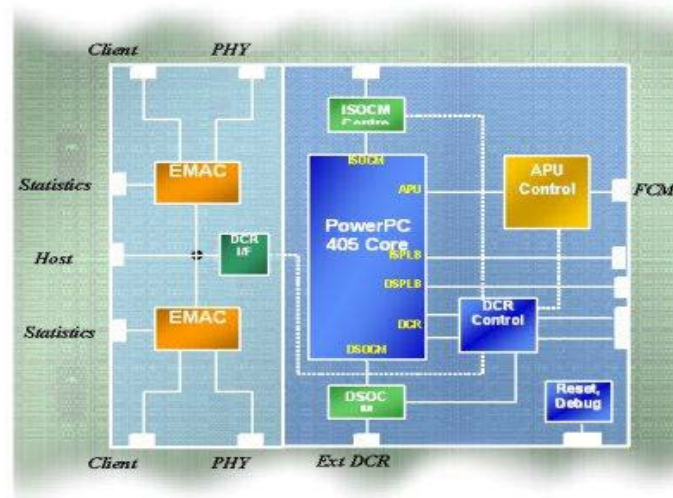 Client PHY
ISOCM
Contro
ISOCM
EMAC
Statistics
APU
APU
Control
FCM
PowerPC
405 Core
DCR
I/F
Host
ISPLB
DSPLB
EMAC
Statistics
DCR
DCR
Control
DSOCM
DSOC
Reset,
Debug
Client PHY Ext DCR